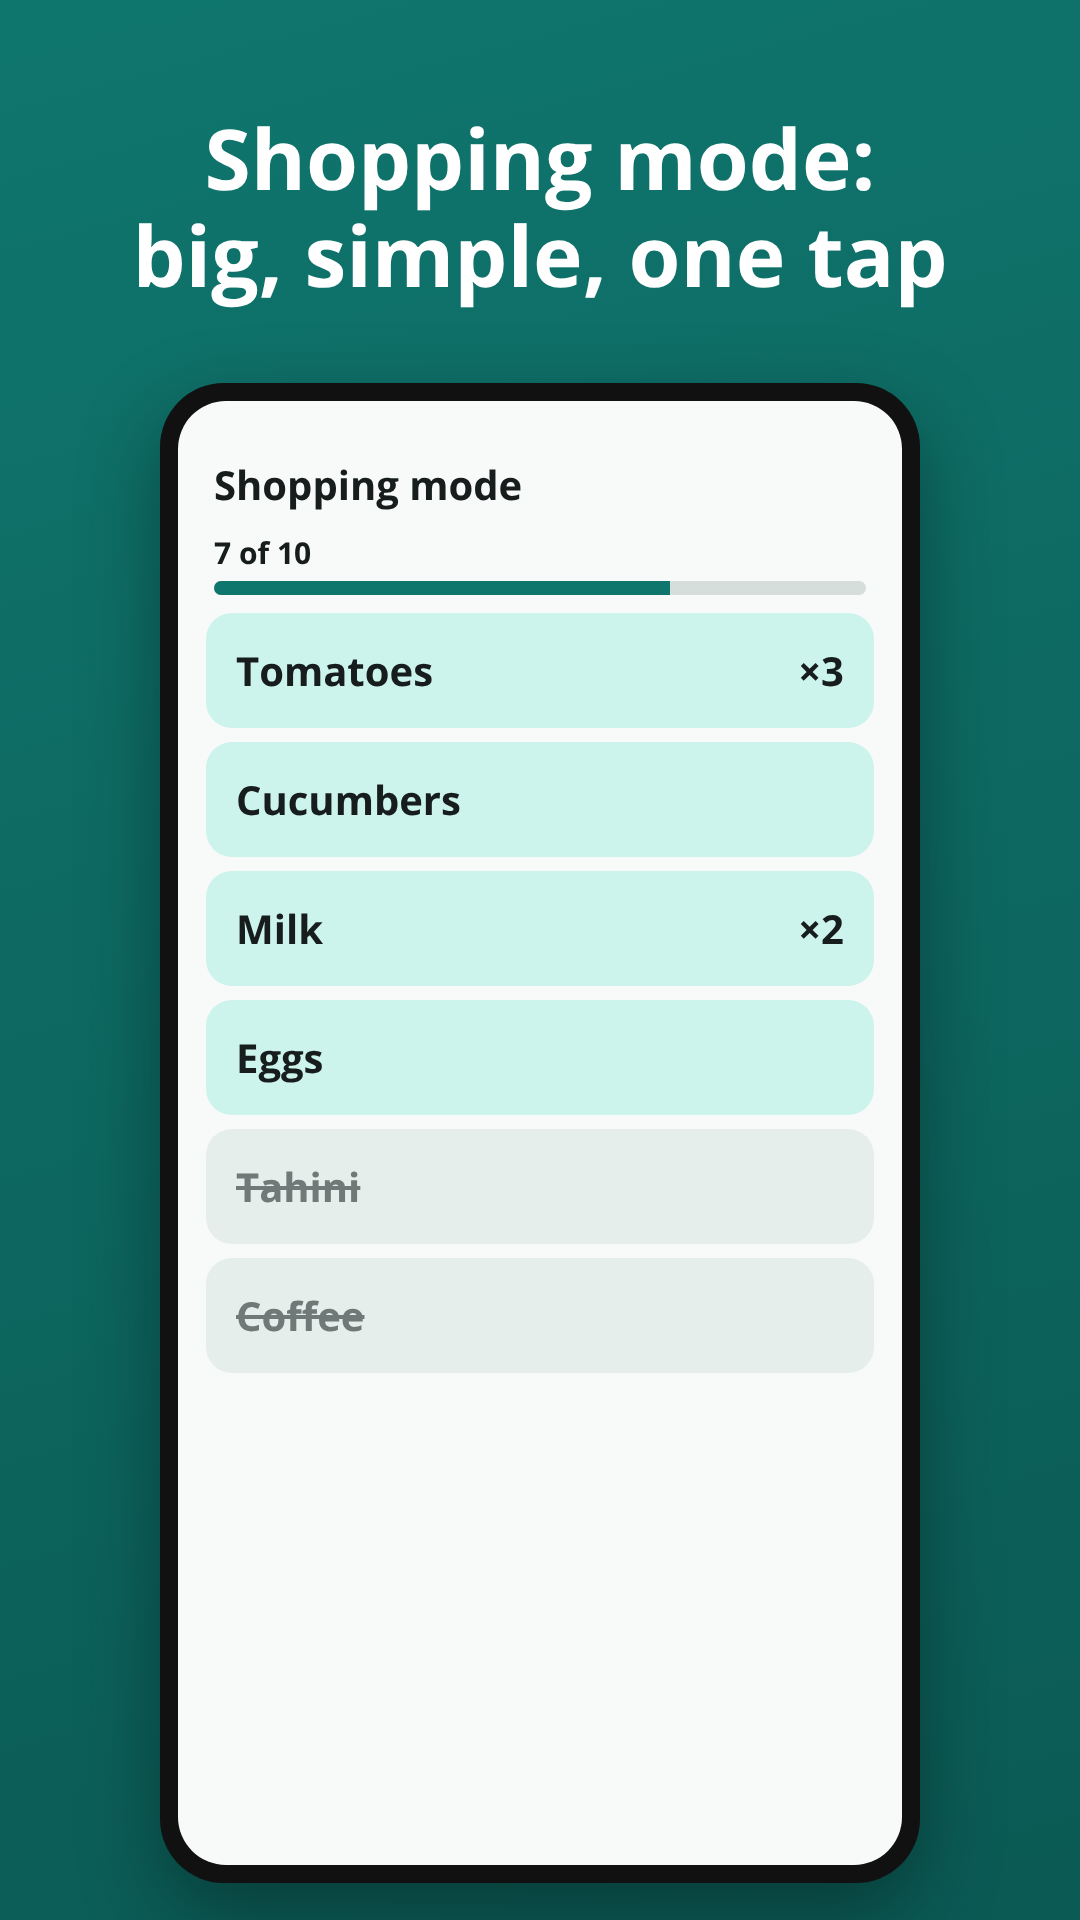 Shopping mode:
big, simple, one tap
Shopping mode
7 of 10
Tomatoes ×3
Cucumbers
Milk ×2
Eggs
Tahini
Coffee